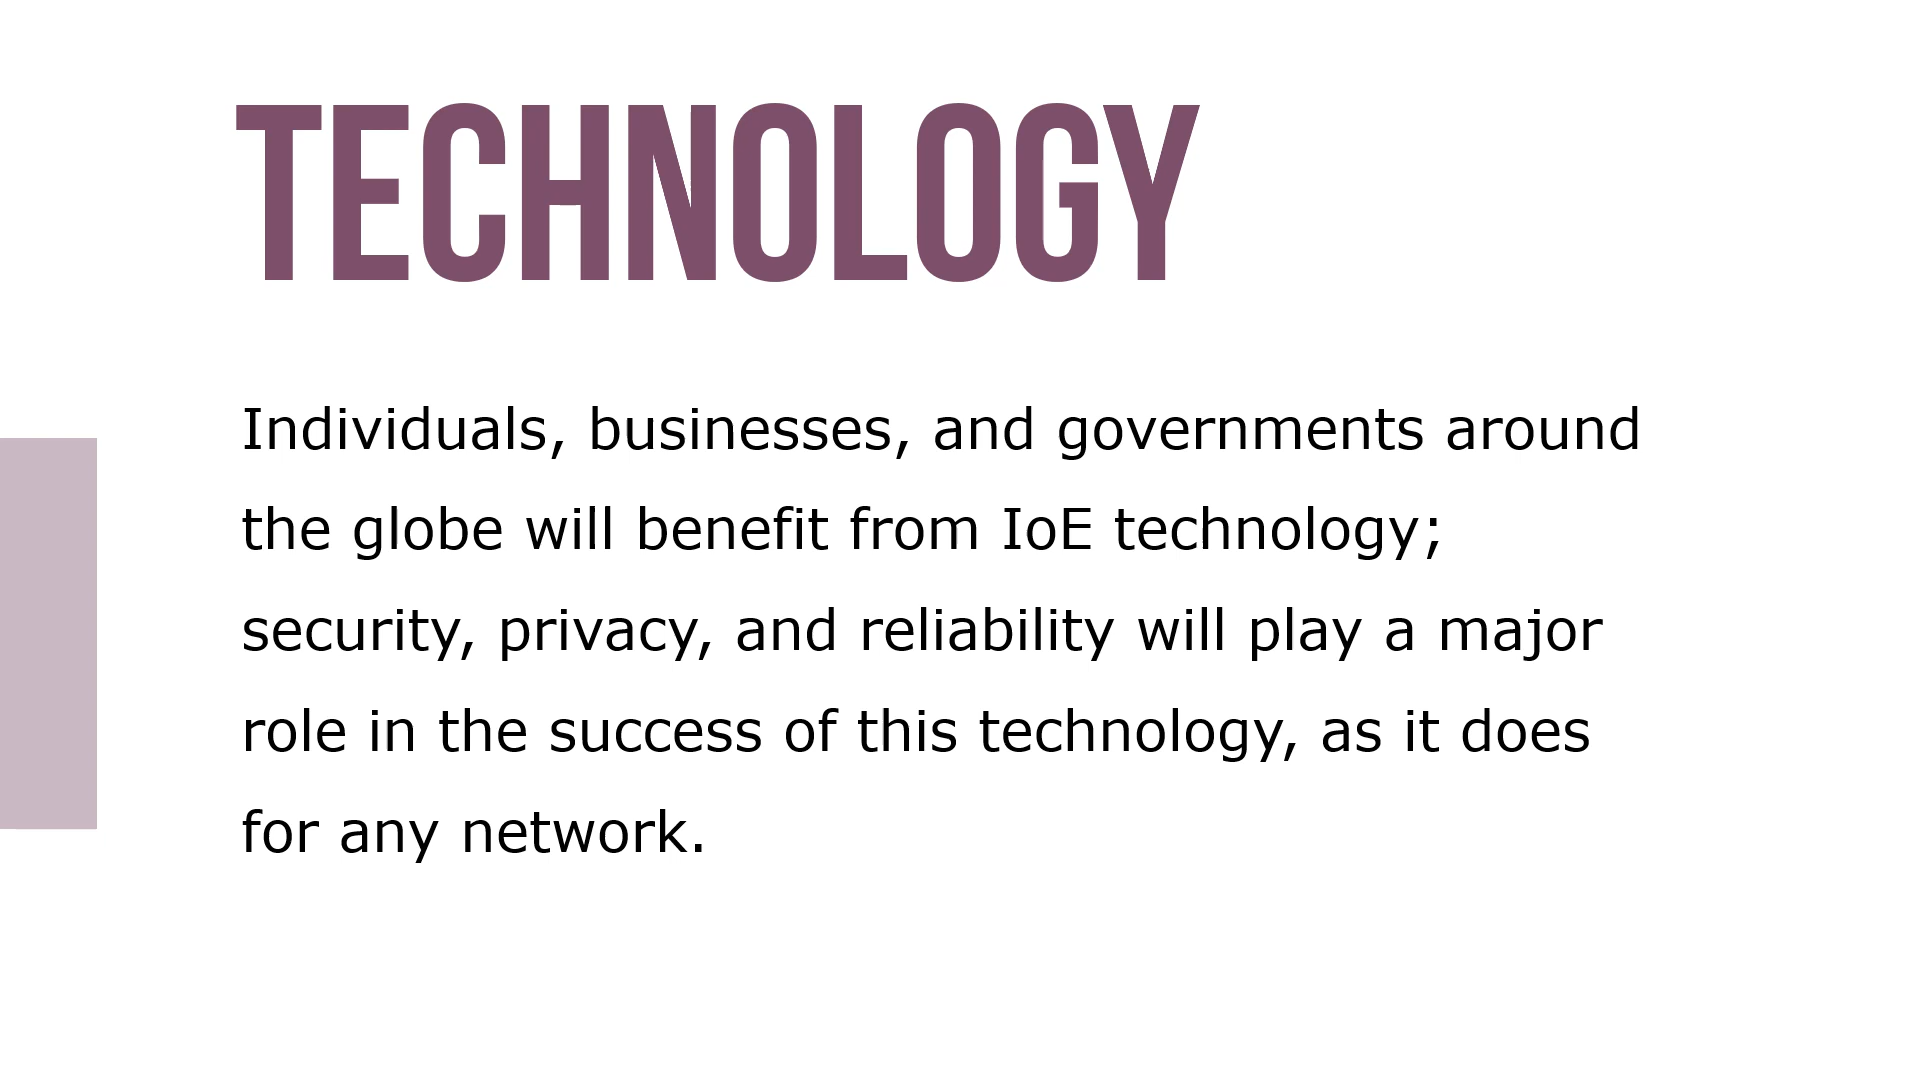 TECHNOLOGY
Individuals, businesses, and governments around
the globe will benefit from IoE technology;
security, privacy, and reliability will play a major
role in the success of this technology, as it does
for any network.